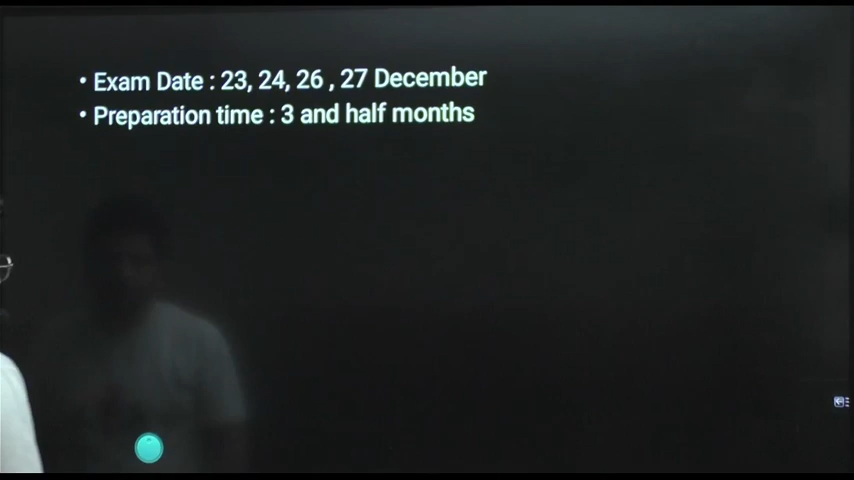 • Exam Date : 23, 24, 26 , 27 December
• Preparation time : 3 and half months